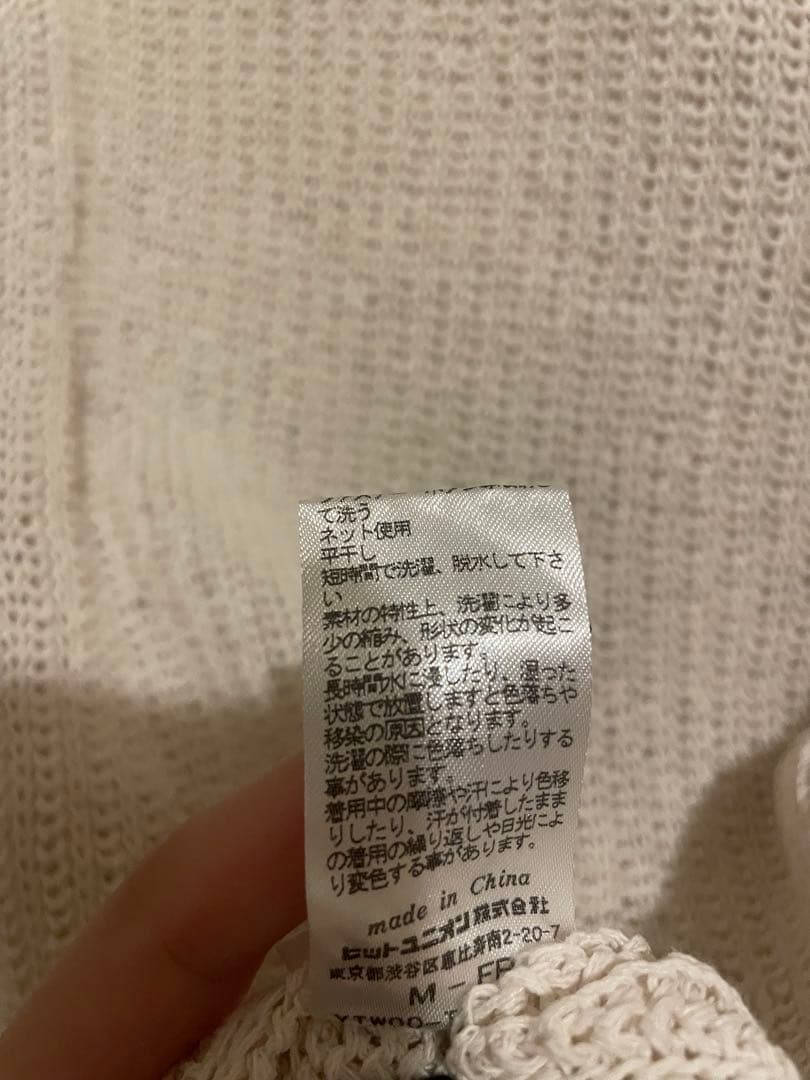 て洗う
ネット使用
平干し
短時間で洗濯、脱水して下さ
い
素材の特性上、洗濯により多
少の縮み、形状の変化が起こ
ることがあります。
長時間水に浸したり、湿った
状態で放置しますと色落ちや
移染の原因となります。
洗濯の際に色落ちしたりする
事があります。
着用中の摩擦や汗により色移
りしたり、汗が付着したまま
の着用の繰り返しや日光によ
り変色する事があります。
made in China
ヒットユニオン株式会社
東京都渋谷区恵比寿南2-20-7
M - FR